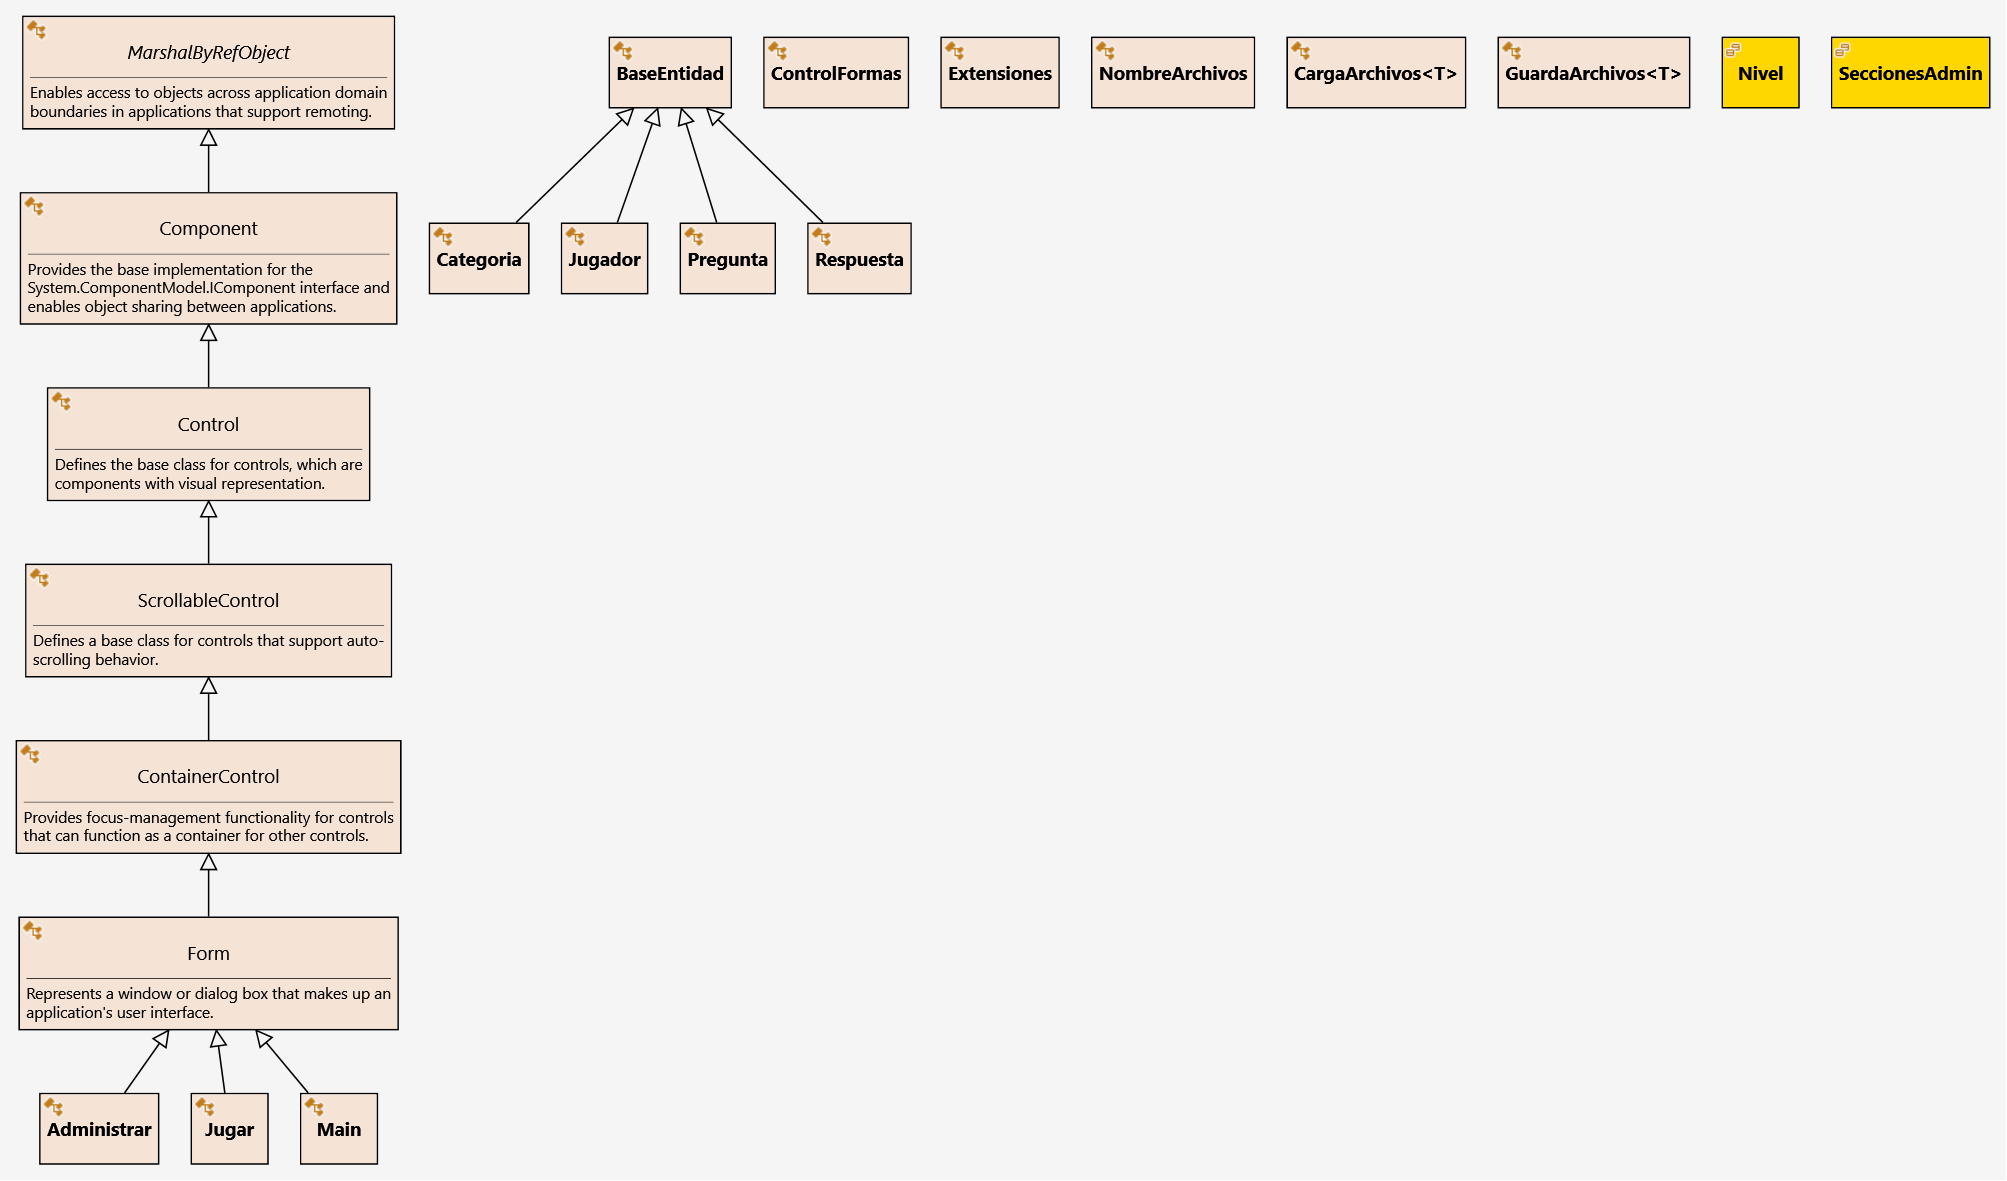 MarshalByRefObject
Enables access to objects across application domain
boundaries in applications that support remoting.
Component
Provides the base implementation for the
System.ComponentModel.IComponent interface and
enables object sharing between applications.
Control
Defines the base class for controls, which are
components with visual representation.
ScrollableControl
Defines a base class for controls that support auto-
scrolling behavior.
ContainerControl
Provides focus-management functionality for controls
that can function as a container for other controls.
Form
Represents a window or dialog box that makes up an
application's user interface.
Administrar
Jugar
Main
BaseEntidad
ControlFormas
Extensiones
NombreArchivos
CargaArchivos<T>
GuardaArchivos<T>
Nivel
SeccionesAdmin
Categoria
Jugador
Pregunta
Respuesta